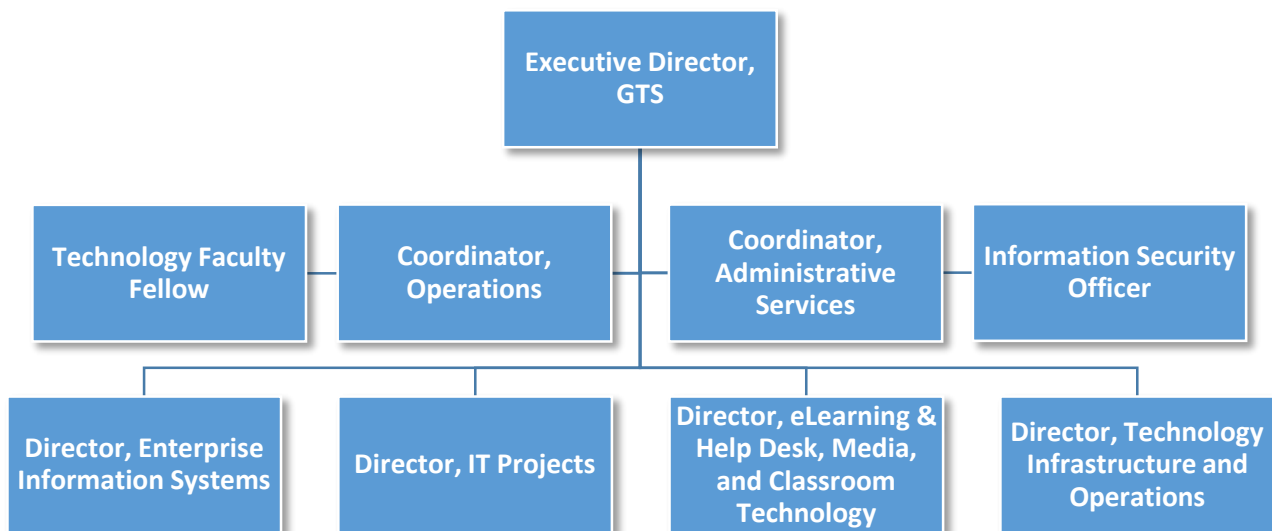 Executive Director,
GTS
Technology Faculty
Fellow
Coordinator,
Operations
Coordinator,
Administrative
Services
Information Security
Officer
Director, Enterprise
Information Systems
Director, IT Projects
Director, eLearning &
Help Desk, Media,
and Classroom
Technology
Director, Technology
Infrastructure and
Operations